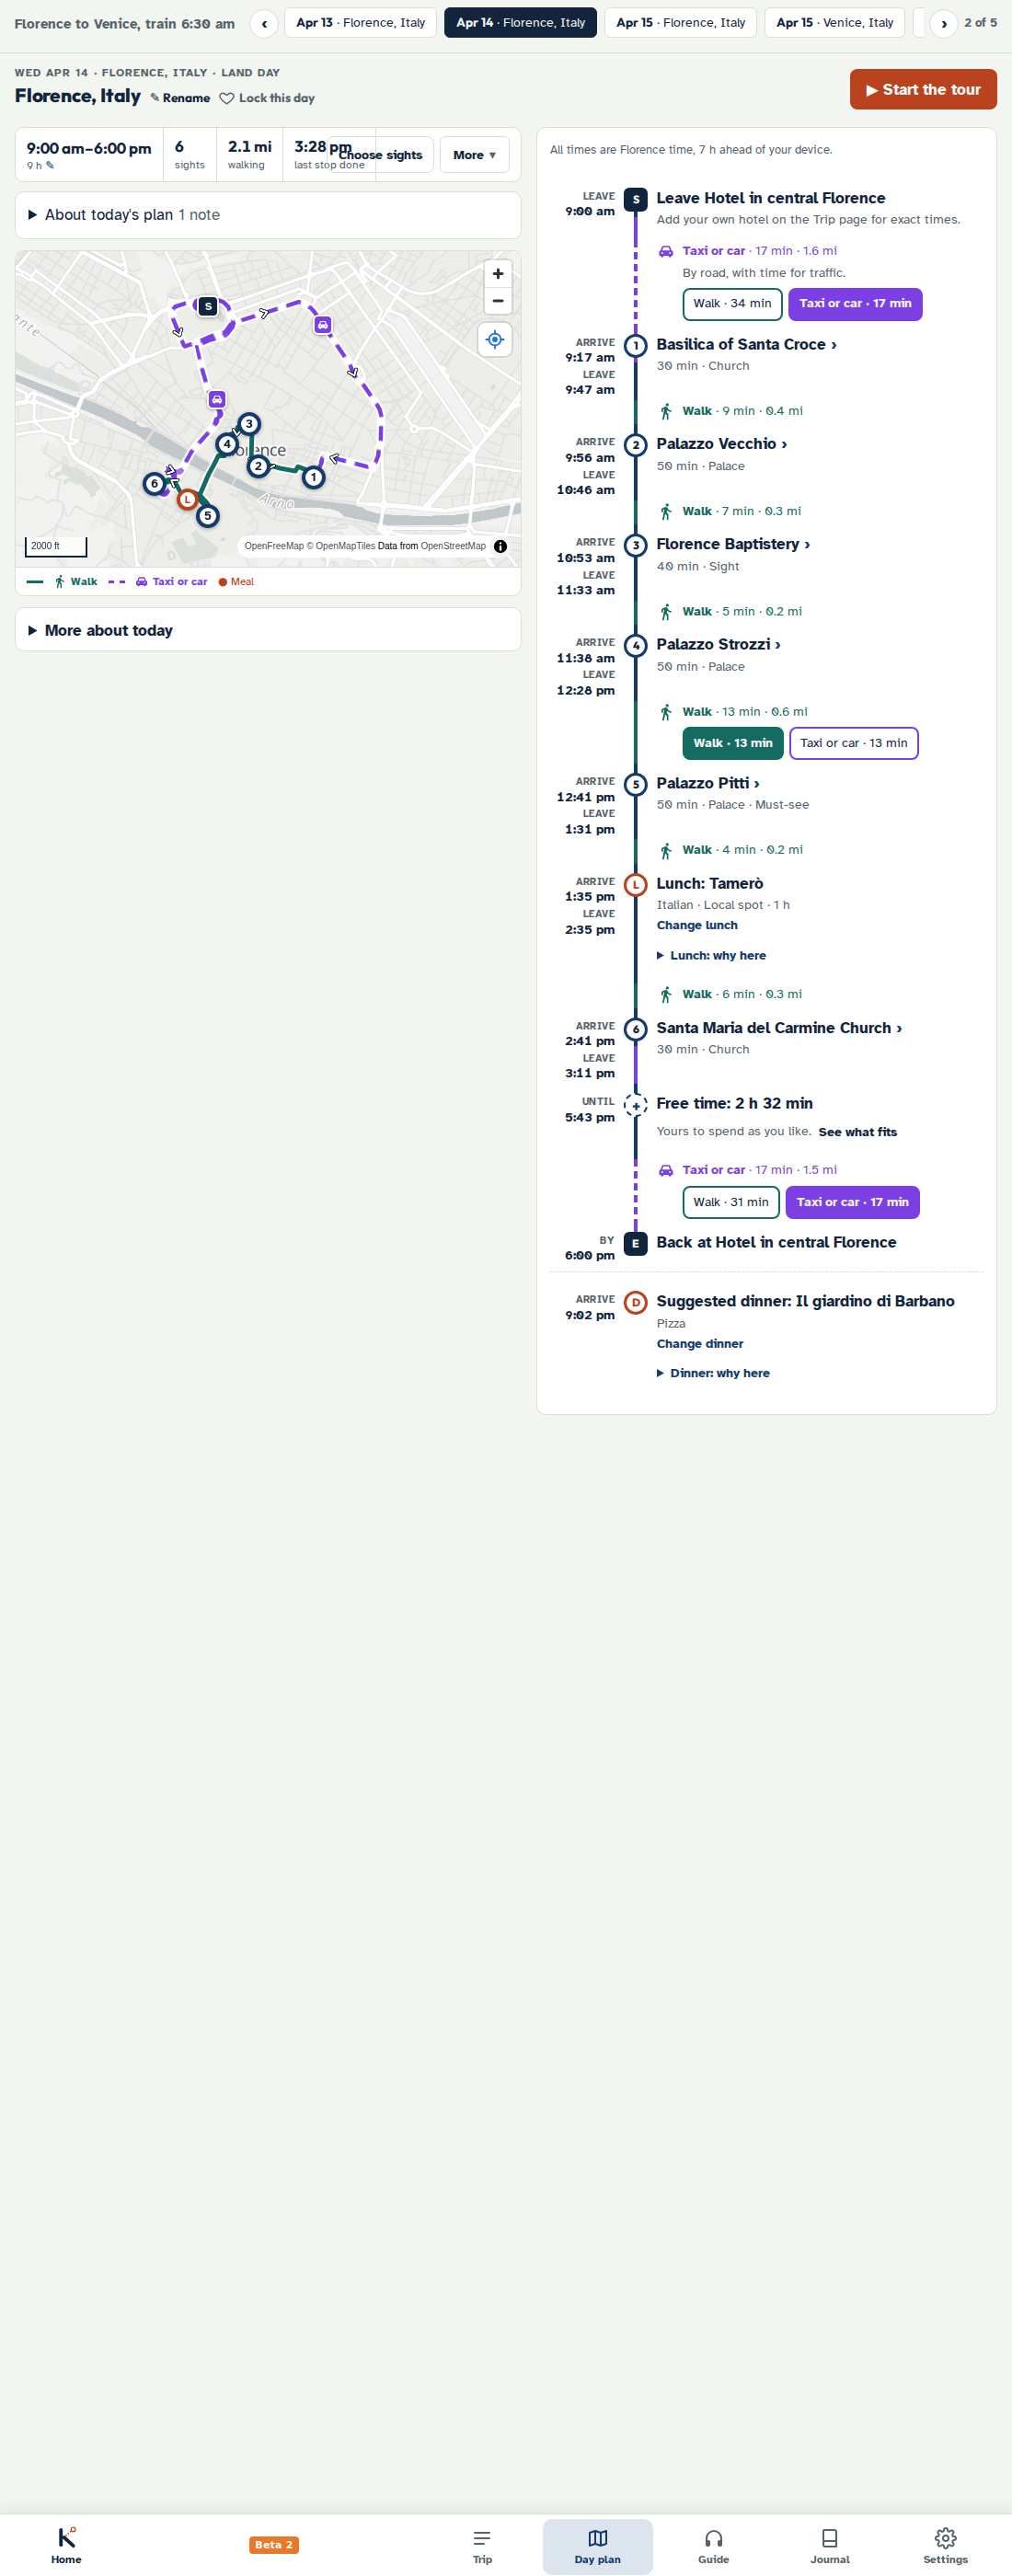 Florence to Venice, train 6:30 am
‹
Apr 13 · Florence, Italy
Apr 14 · Florence, Italy
Apr 15 · Florence, Italy
Apr 15 · Venice, Italy
›
2 of 5
WED APR 14 · FLORENCE, ITALY · LAND DAY
Florence, Italy ✎ Rename Lock this day
▶ Start the tour
9:00 am–6:00 pm
9 h ✎
6
sights
2.1 mi
walking
3:28 pm
last stop done
Choose sights
More ▼
▶ About today's plan 1 note
S
+
−
3
4
2
1
6
L
5
Arno
2000 ft
OpenFreeMap © OpenMapTiles Data from OpenStreetMap
Walk Taxi or car Meal
▶ More about today
All times are Florence time, 7 h ahead of your device.
LEAVE
9:00 am
S
Leave Hotel in central Florence
Add your own hotel on the Trip page for exact times.
Taxi or car · 17 min · 1.6 mi
By road, with time for traffic.
Walk · 34 min
Taxi or car · 17 min
ARRIVE
9:17 am
LEAVE
9:47 am
1
Basilica of Santa Croce ›
30 min · Church
Walk · 9 min · 0.4 mi
ARRIVE
9:56 am
LEAVE
10:46 am
2
Palazzo Vecchio ›
50 min · Palace
Walk · 7 min · 0.3 mi
ARRIVE
10:53 am
LEAVE
11:33 am
3
Florence Baptistery ›
40 min · Sight
Walk · 5 min · 0.2 mi
ARRIVE
11:38 am
LEAVE
12:28 pm
4
Palazzo Strozzi ›
50 min · Palace
Walk · 13 min · 0.6 mi
Walk · 13 min
Taxi or car · 13 min
ARRIVE
12:41 pm
LEAVE
1:31 pm
5
Palazzo Pitti ›
50 min · Palace · Must-see
Walk · 4 min · 0.2 mi
ARRIVE
1:35 pm
LEAVE
2:35 pm
L
Lunch: Tamerò
Italian · Local spot · 1 h
Change lunch
▶ Lunch: why here
Walk · 6 min · 0.3 mi
ARRIVE
2:41 pm
LEAVE
3:11 pm
6
Santa Maria del Carmine Church ›
30 min · Church
UNTIL
5:43 pm
+
Free time: 2 h 32 min
Yours to spend as you like. See what fits
Taxi or car · 17 min · 1.5 mi
Walk · 31 min
Taxi or car · 17 min
BY
6:00 pm
E
Back at Hotel in central Florence
ARRIVE
9:02 pm
D
Suggested dinner: Il giardino di Barbano
Pizza
Change dinner
▶ Dinner: why here
Home
Beta 2
Trip
Day plan
Guide
Journal
Settings